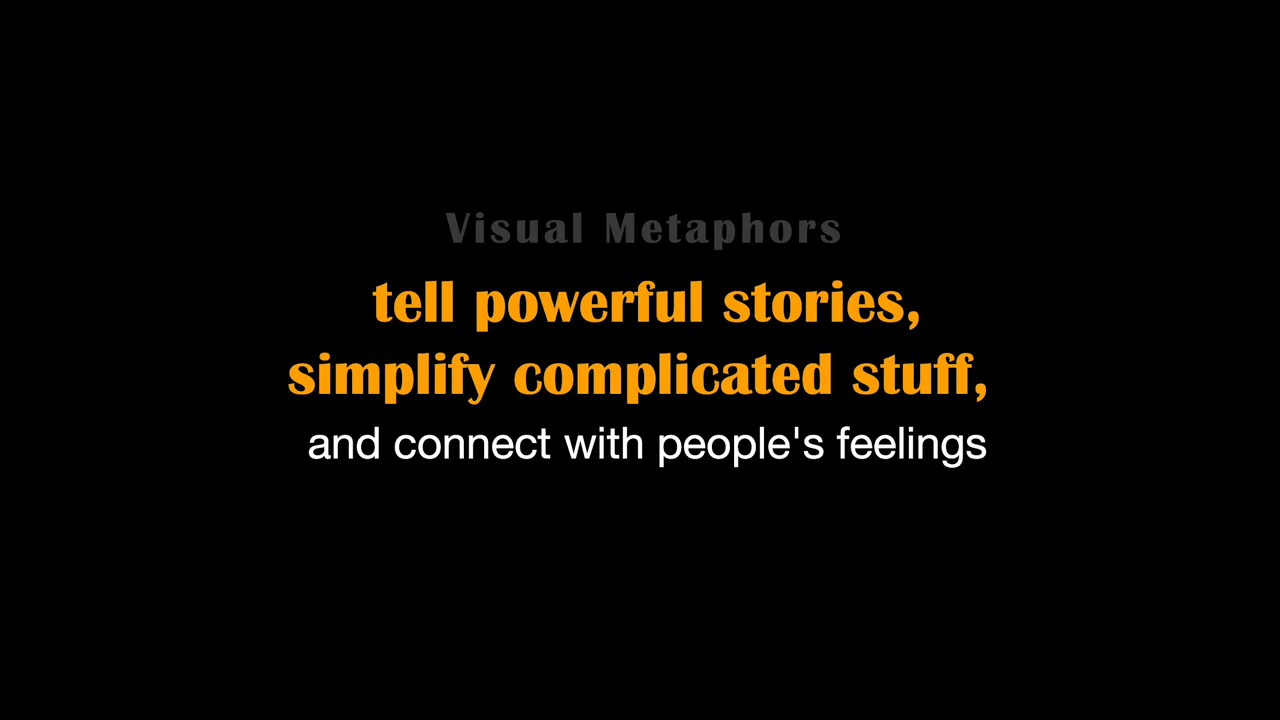 Visual Metaphors
tell powerful stories,
simplify complicated stuff,
and connect with people's feelings